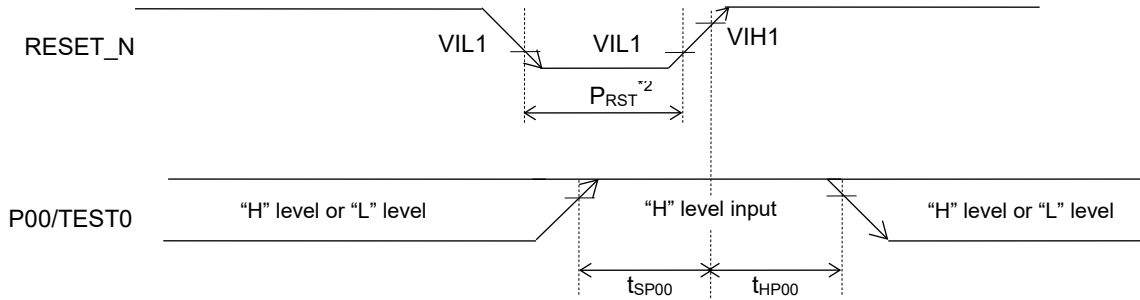 RESET_N
VIL1
VIL1
VIH1
PRST*2
P00/TEST0
“H” level or “L” level
“H” level input
“H” level or “L” level
tSP00
tHP00